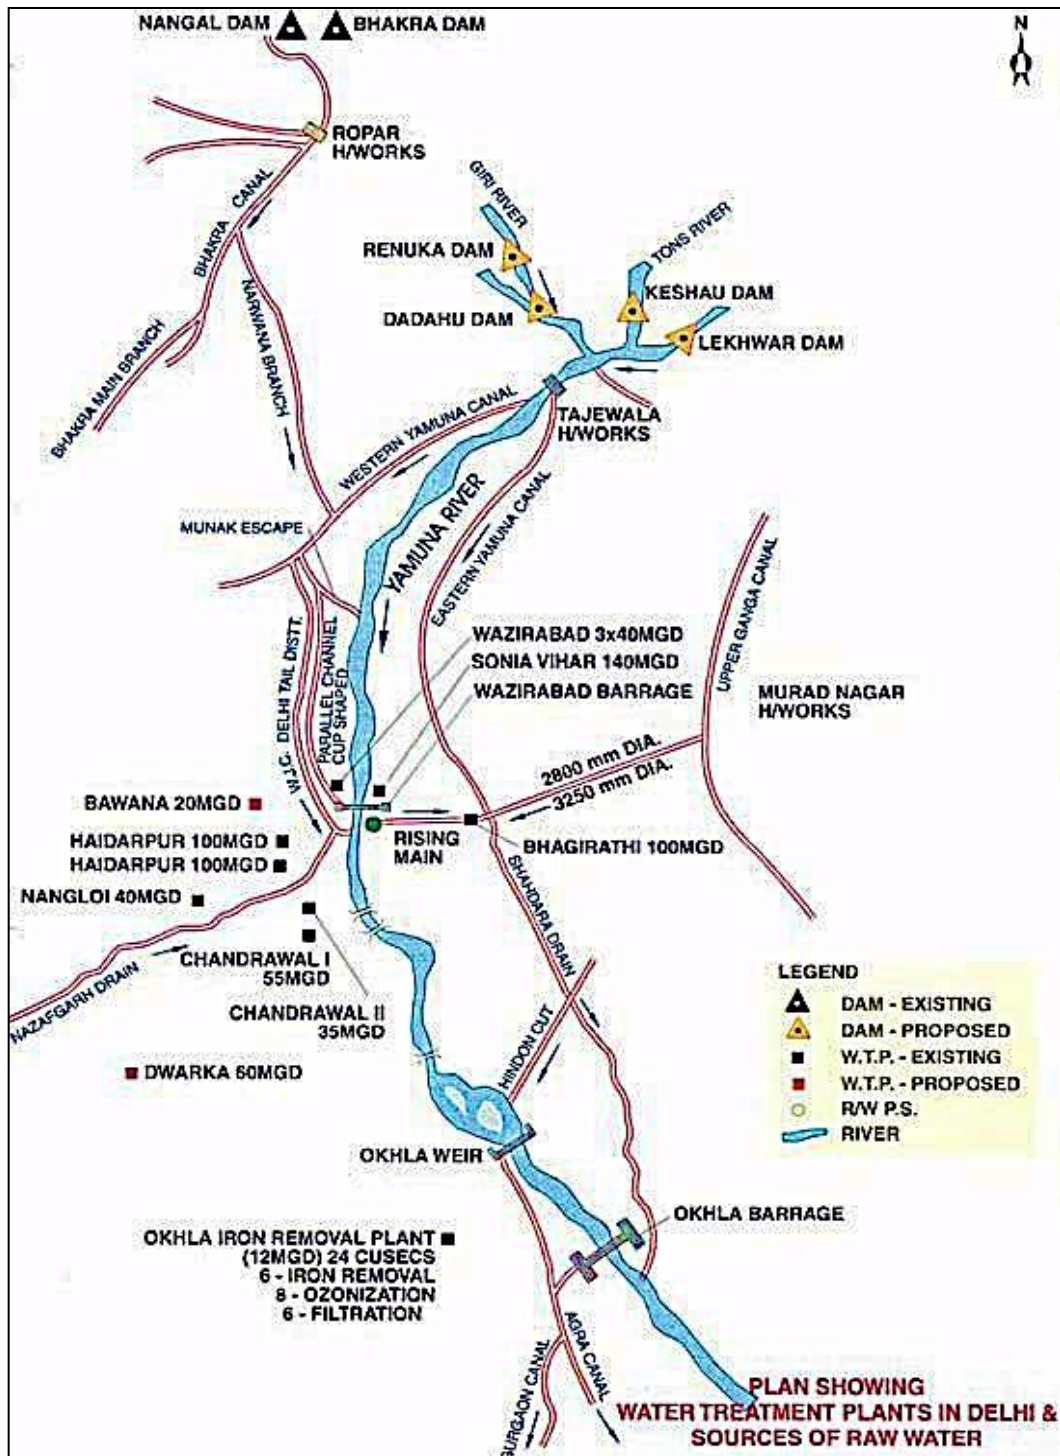 NANGAL DAM
BHAKRA DAM
N
ROPAR
H/WORKS
BHAKRA CANAL
GIRI RIVER
TONS RIVER
RENUKA DAM
KESHAU DAM
DADAHU DAM
LEKHWAR DAM
NARWANA BRANCH
BHAKRA MAIN BRANCH
TAJEWALA
H/WORKS
WESTERN YAMUNA CANAL
MUNAK ESCAPE
YAMUNA RIVER
EASTERN YAMUNA CANAL
UPPER GANGA CANAL
WAZIRABAD 3x40MGD
SONIA VIHAR 140MGD
WAZIRABAD BARRAGE
MURAD NAGAR
H/WORKS
W.J.C. DELHI TAIL DISTT.
PARALLEL CHANNEL
CUP SHAPED
2800 mm DIA.
3250 mm DIA.
BAWANA 20MGD
HAIDARPUR 100MGD
HAIDARPUR 100MGD
RISING
MAIN
BHAGIRATHI 100MGD
NANGLOI 40MGD
SHAHDARA DRAIN
CHANDRAWAL I
55MGD
NAZAFGARH DRAIN
CHANDRAWAL II
35MGD
LEGEND
DAM - EXISTING
DAM - PROPOSED
W.T.P. - EXISTING
W.T.P. - PROPOSED
R/W P.S.
RIVER
HINDON CUT
DWARKA 60MGD
OKHLA WEIR
OKHLA BARRAGE
OKHLA IRON REMOVAL PLANT
(12MGD) 24 CUSECS
6 - IRON REMOVAL
8 - OZONIZATION
6 - FILTRATION
AGRA CANAL
GURGAON CANAL
PLAN SHOWING
WATER TREATMENT PLANTS IN DELHI &
SOURCES OF RAW WATER